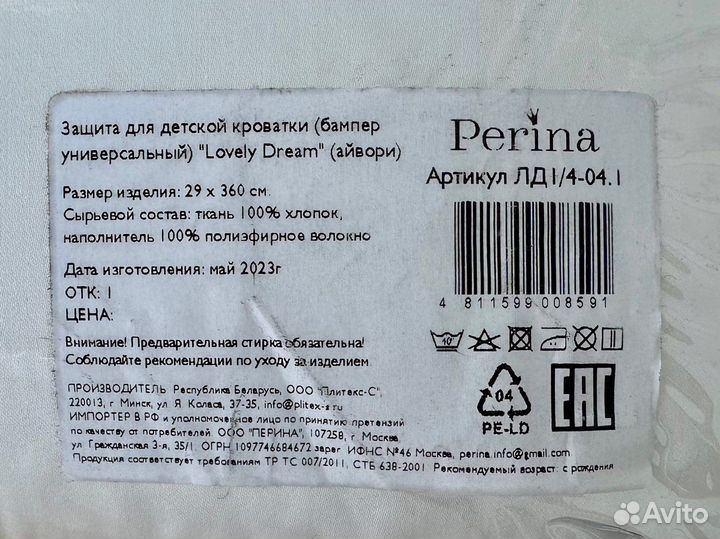 Защита для детской кроватки (бампер
универсальный) "Lovely Dream" (айвори)
Размер изделия: 29 х 360 см.
Сырьевой состав: ткань 100% хлопок,
наполнитель 100% полиэфирное волокно
Дата изготовления: май 2023г
ОТК: 1
ЦЕНА:
Внимание! Предварительная стирка обязательна!
Соблюдайте рекомендации по уходу за изделием
Perina
Артикул ЛД1/4-04.1
4 811599 008591
04
PE-LD
EAC
ПРОИЗВОДИТЕЛЬ Республика Беларусь, ООО "Плитекс-С",
220013, г. Минск, ул. Я. Коласа, 37-35, info@plitex-s.ru
ИМПОРТЕР В РФ и уполномоченное лицо по принятию претензий
по качеству от потребителей: ООО "ПЕРИНА", 107258, г. Москва,
ул. Гражданская 3-я, 35/1 ОГРН 1097746684672 зарег. ИФНС №46 Москва, perina.info@gmail.com
Продукция соответствует требованиям ТР ТС 007/2011, СТБ 638-2001 Рекомендуемый возраст: с рождения
Avito